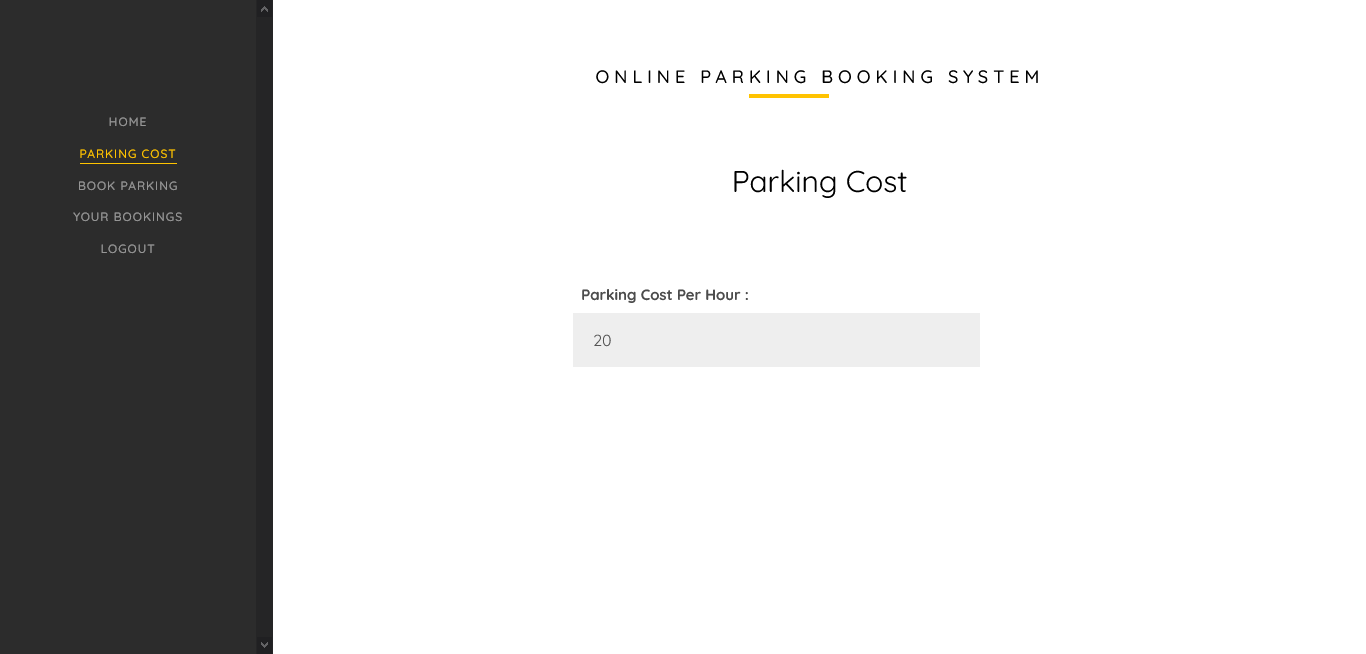 HOME
PARKING COST
BOOK PARKING
YOUR BOOKINGS
LOGOUT
ONLINE PARKING BOOKING SYSTEM
Parking Cost
Parking Cost Per Hour :
20